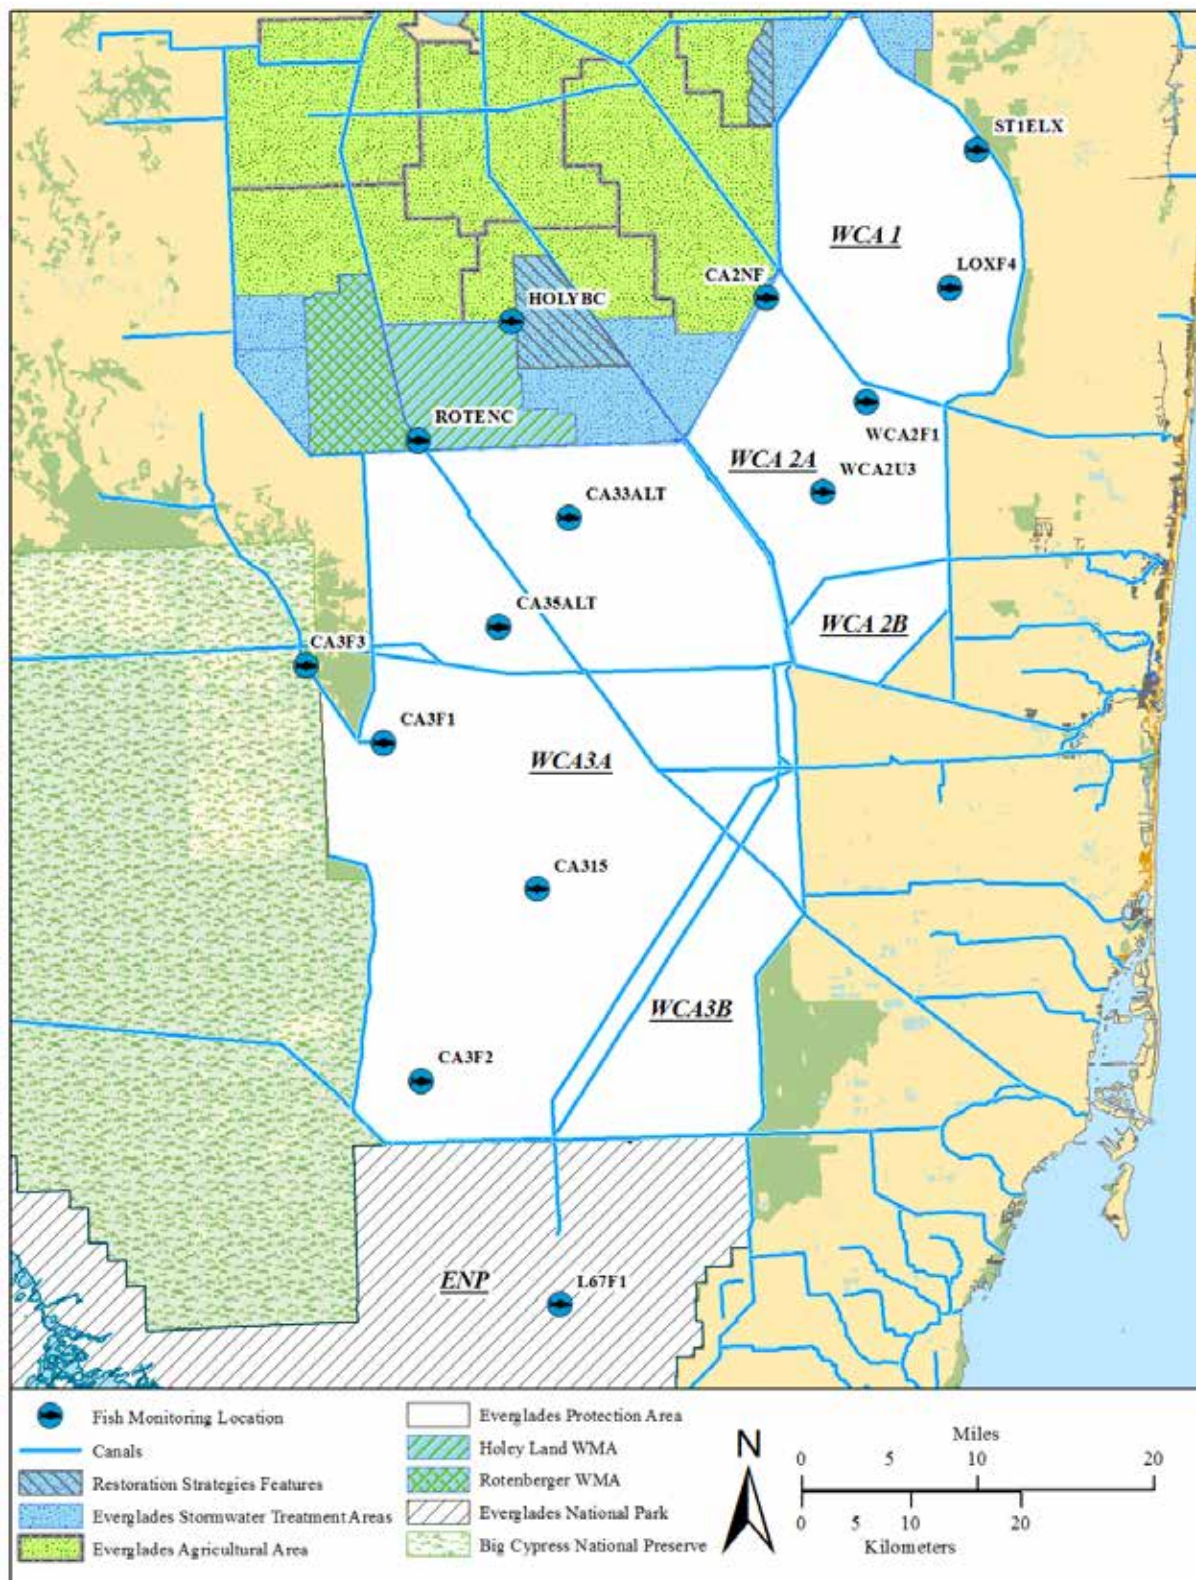 ST1ELX
WCA 1
LOXF4
CA2NF
HOLYBC
WCA2F1
ROTENC
WCA 2A
WCA2U3
CA33ALT
CA35ALT
WCA 2B
CA3F3
CA3F1
WCA3A
CA315
WCA3B
CA3F2
ENP
L67F1
Fish Monitoring Location
Canals
Restoration Strategies Features
Everglades Stormwater Treatment Areas
Everglades Agricultural Area
Everglades Protection Area
Holey Land WMA
Rotenberger WMA
Everglades National Park
Big Cypress National Preserve
N
Miles
0 5 10 20
0 5 10 20
Kilometers